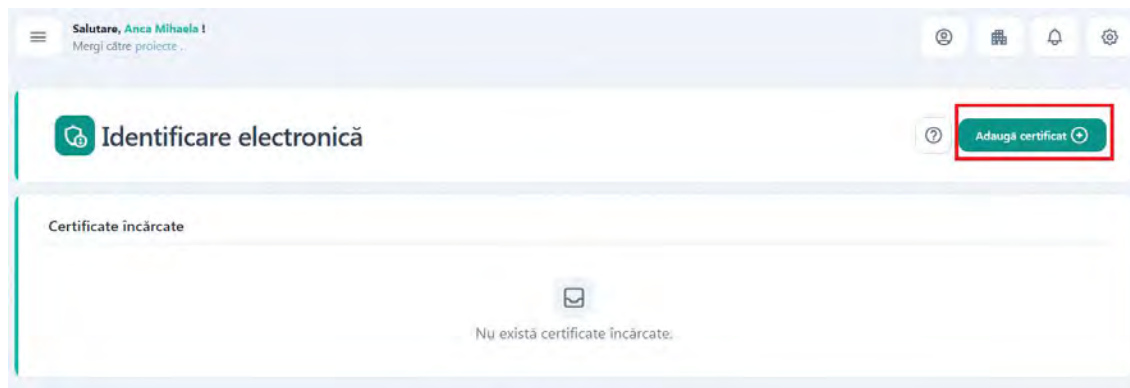 Salutare, Anca Mihaela !
Mergi către proiecte .
Identificare electronică
Adaugă certificat
Certificate încărcate
Nu există certificate încărcate.